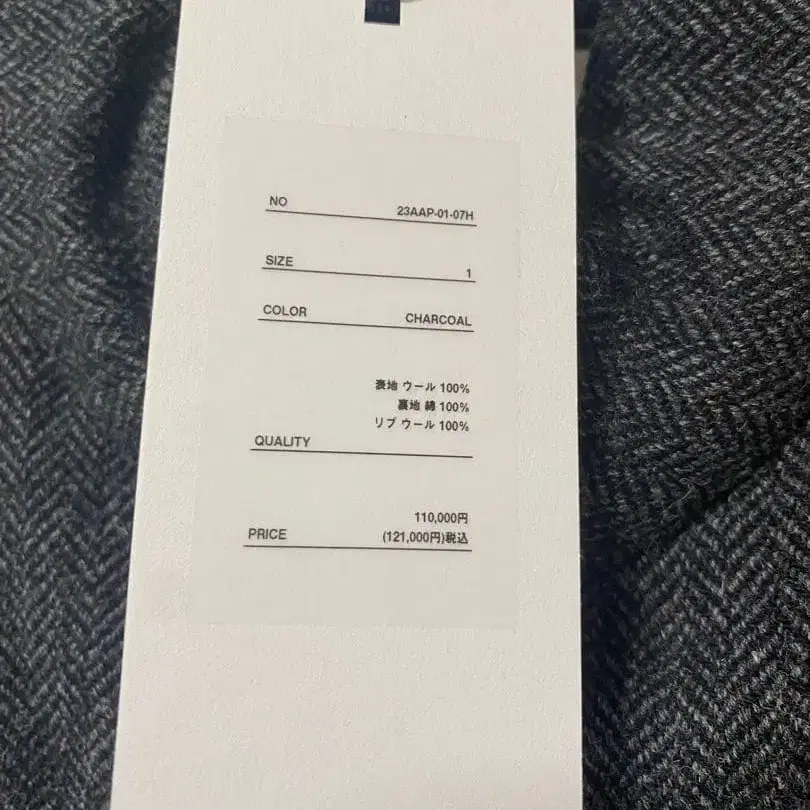 NO 23AAP-01-07H
SIZE 1
COLOR CHARCOAL
表地 ウール 100%
裏地 綿 100%
リブ ウール 100%
QUALITY
110,000円
PRICE (121,000円)税込